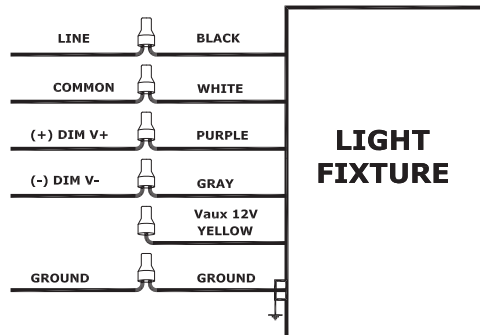 LINE BLACK
COMMON WHITE
(+) DIM V+ PURPLE
(-) DIM V- GRAY
Vaux 12V
YELLOW
GROUND GROUND
LIGHT
FIXTURE